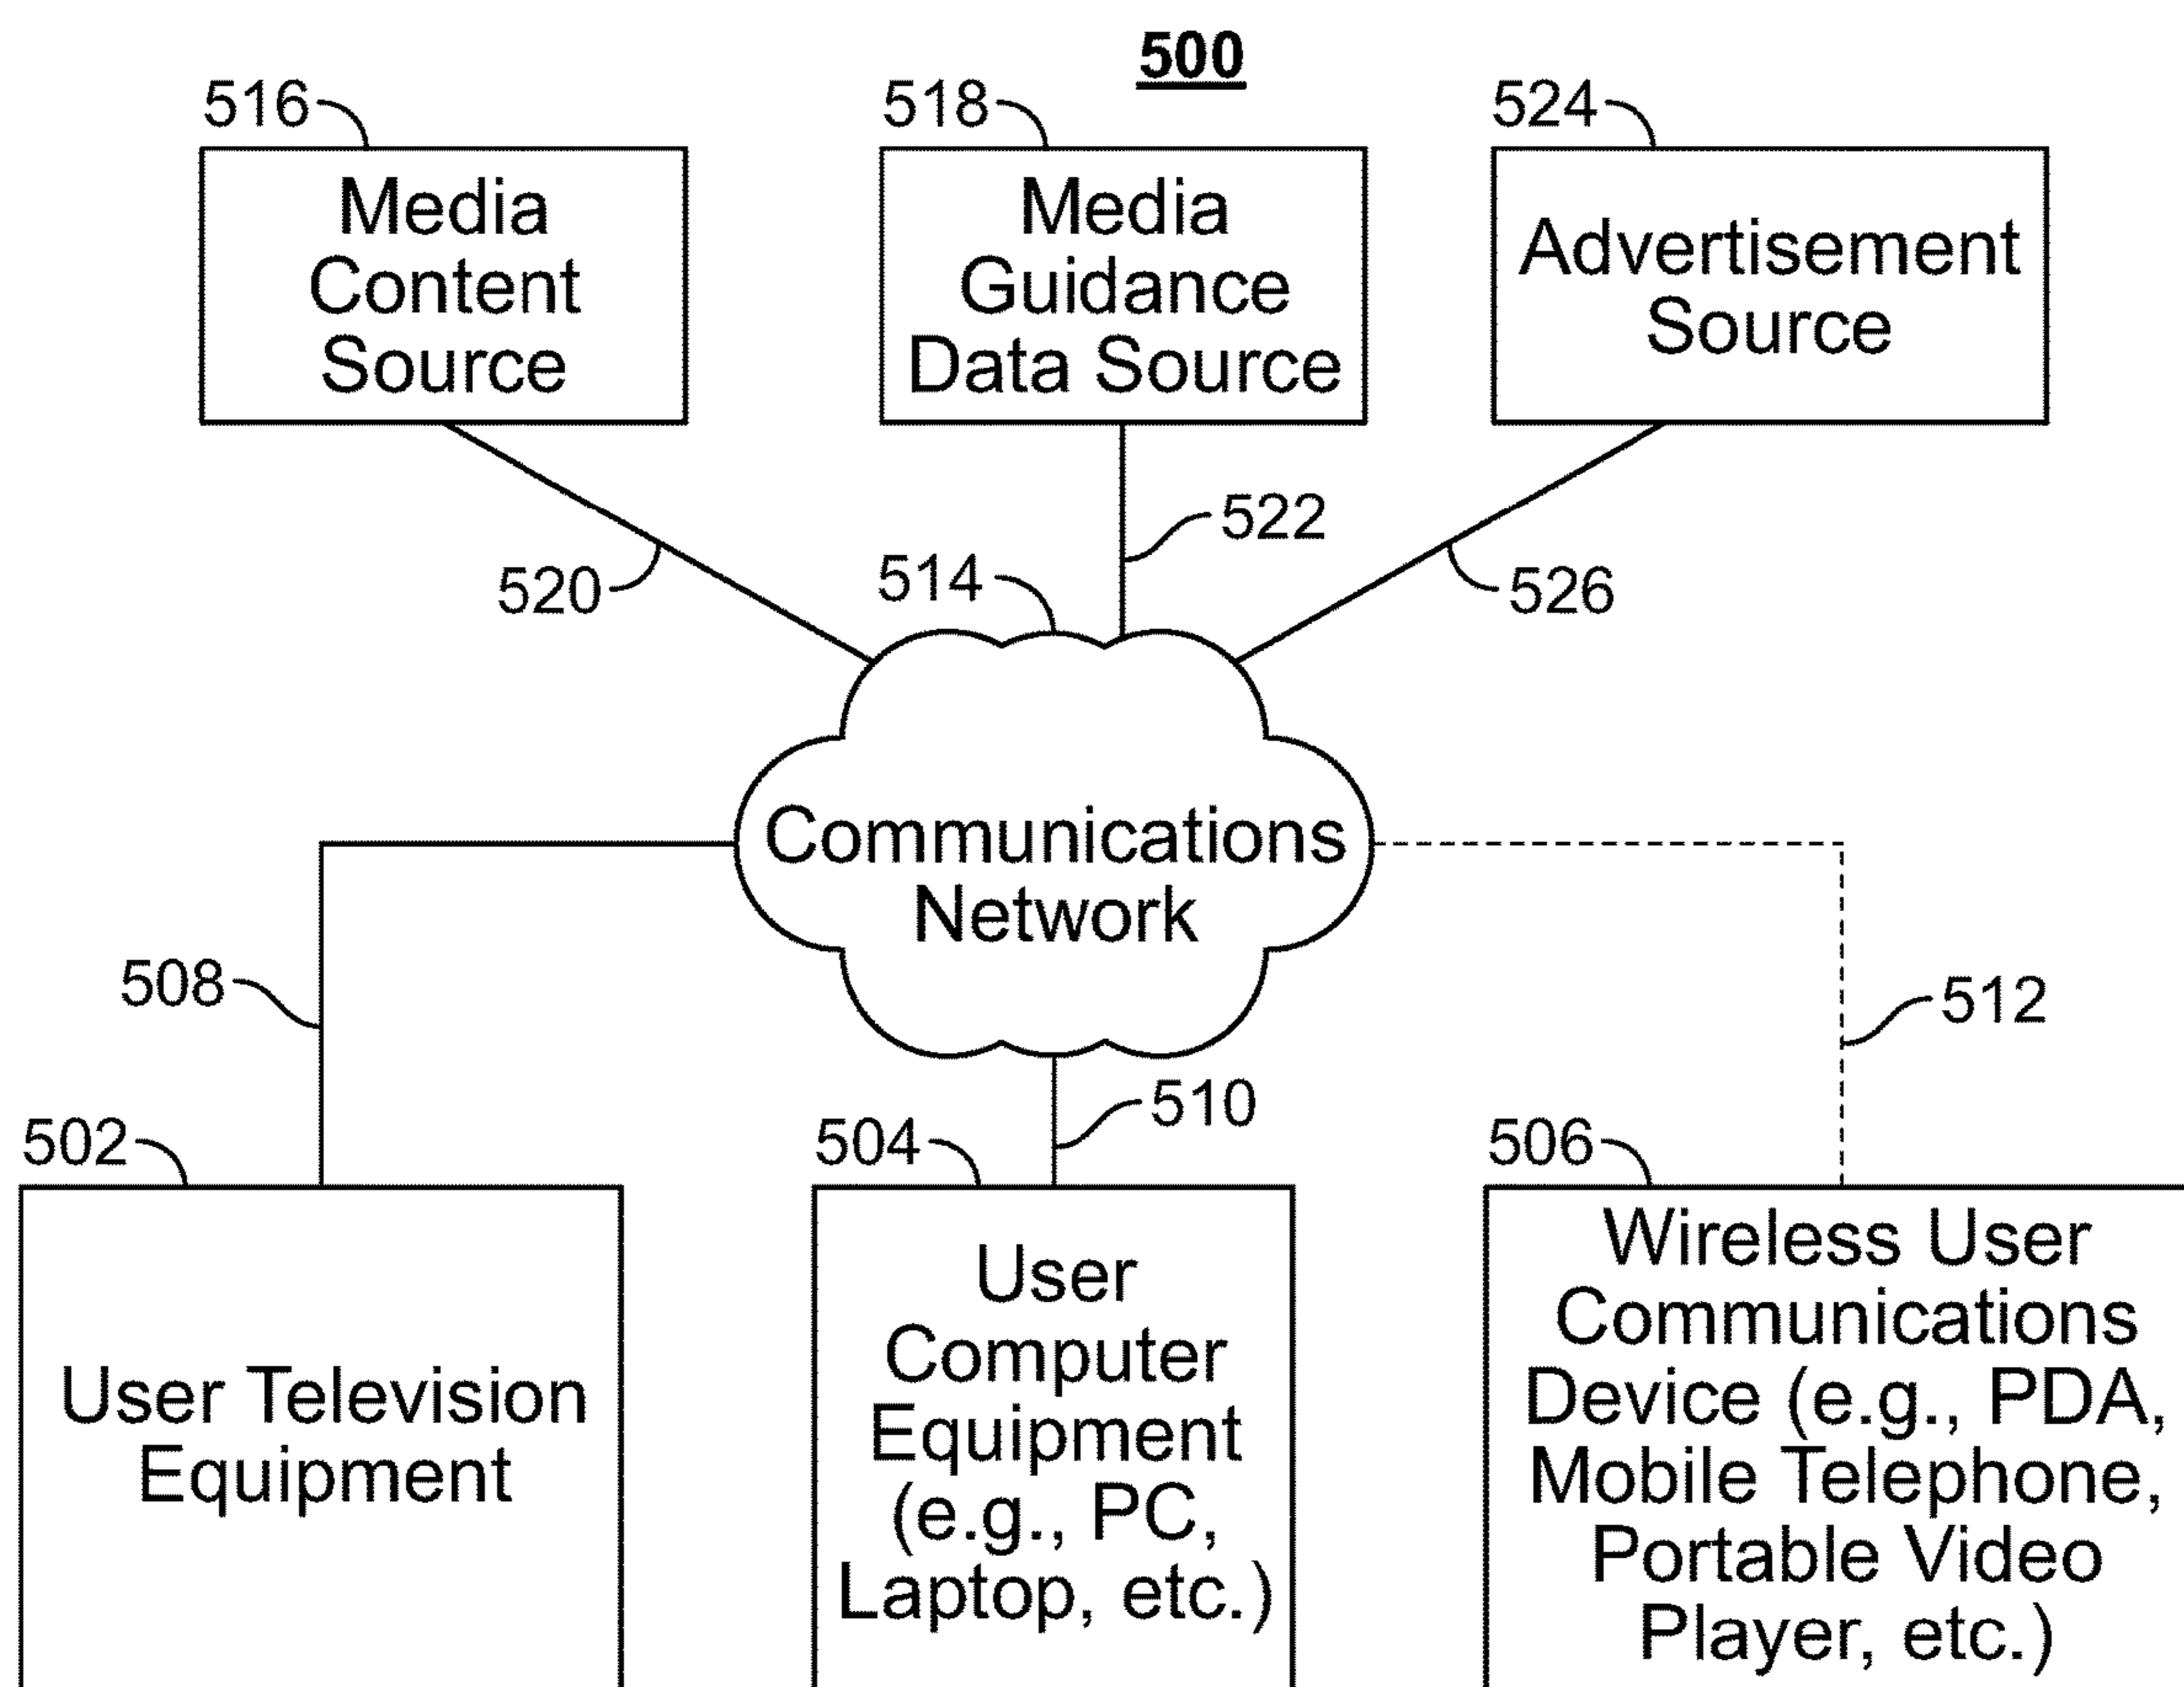 500
516
518
524
Media
Content
Source
Media
Guidance
Data Source
Advertisement
Source
520
522
526
514
Communications
Network
508
510
512
502
504
506
User Television
Equipment
User
Computer
Equipment
(e.g., PC,
Laptop, etc.)
Wireless User
Communications
Device (e.g., PDA,
Mobile Telephone,
Portable Video
Player, etc.)